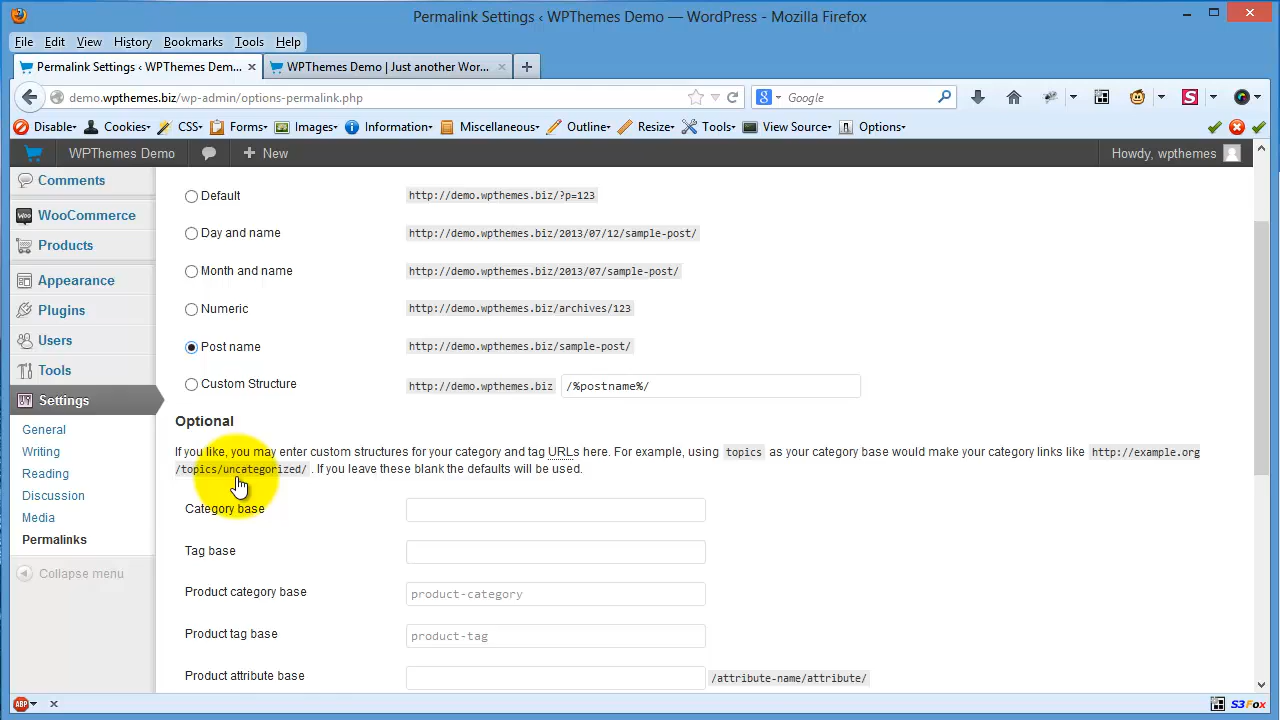 Permalink Settings ‹ WPThemes Demo — WordPress - Mozilla Firefox
File Edit View History Bookmarks Tools Help
Permalink Settings ‹ WPThemes Dem... × WPThemes Demo | Just another Wor... × +
demo.wpthemes.biz/wp-admin/options-permalink.php Google
Disable Cookies CSS Forms Images Information Miscellaneous Outline Resize Tools View Source Options
WPThemes Demo + New Howdy, wpthemes
Comments
WooCommerce
Products
Appearance
Plugins
Users
Tools
Settings
General
Writing
Reading
Discussion
Media
Permalinks
Collapse menu
Default http://demo.wpthemes.biz/?p=123
Day and name http://demo.wpthemes.biz/2013/07/12/sample-post/
Month and name http://demo.wpthemes.biz/2013/07/sample-post/
Numeric http://demo.wpthemes.biz/archives/123
Post name http://demo.wpthemes.biz/sample-post/
Custom Structure http://demo.wpthemes.biz /%postname%/
Optional
If you like, you may enter custom structures for your category and tag URLs here. For example, using topics as your category base would make your category links like http://example.org
/topics/uncategorized/ . If you leave these blank the defaults will be used.
Category base
Tag base
Product category base product-category
Product tag base product-tag
Product attribute base /attribute-name/attribute/
ABP × S3Fox